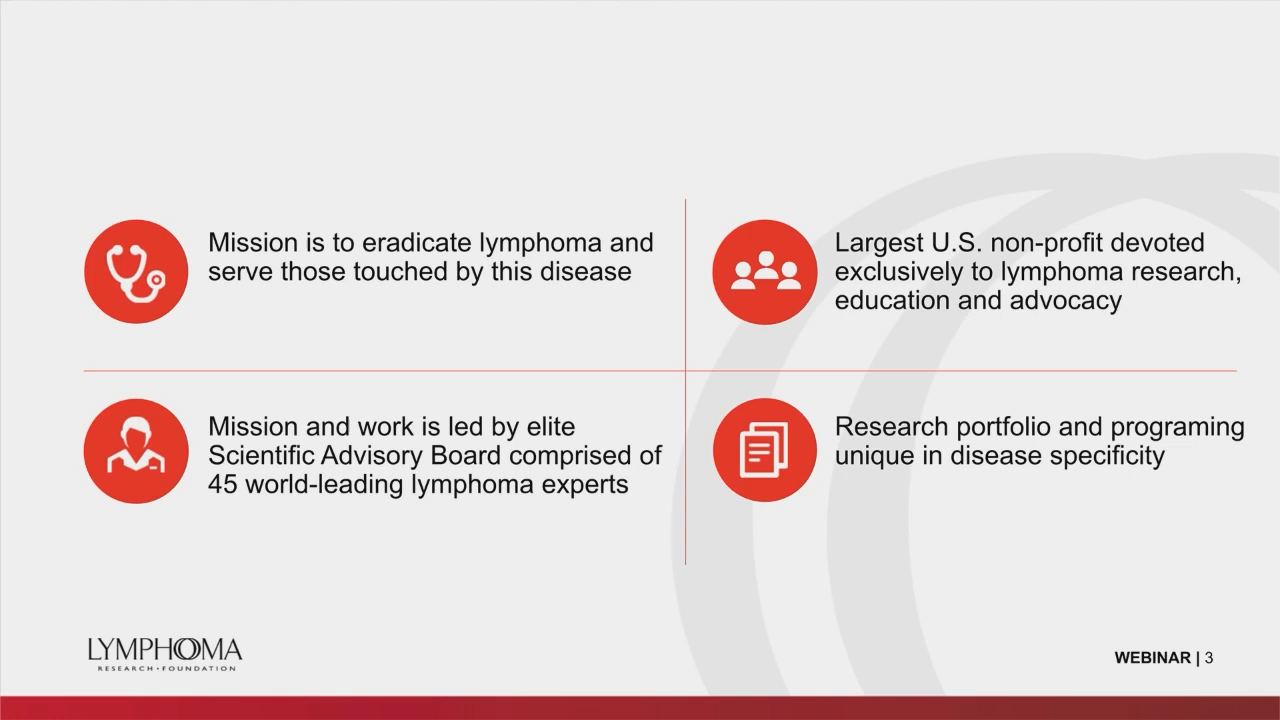 Mission is to eradicate lymphoma and
serve those touched by this disease
Largest U.S. non-profit devoted
exclusively to lymphoma research,
education and advocacy
Mission and work is led by elite
Scientific Advisory Board comprised of
45 world-leading lymphoma experts
Research portfolio and programing
unique in disease specificity
LYMPHOMA
RESEARCH • FOUNDATION
WEBINAR | 3